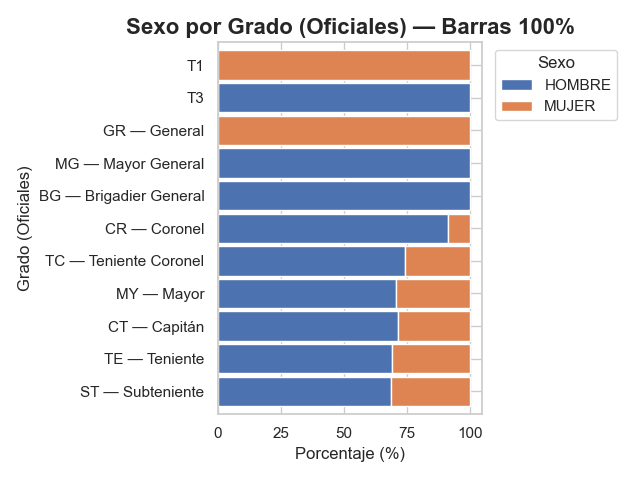 Sexo por Grado (Oficiales) — Barras 100%
Sexo
HOMBRE
MUJER
Grado (Oficiales)
T1
T3
GR — General
MG — Mayor General
BG — Brigadier General
CR — Coronel
TC — Teniente Coronel
MY — Mayor
CT — Capitán
TE — Teniente
ST — Subteniente
0 25 50 75 100
Porcentaje (%)